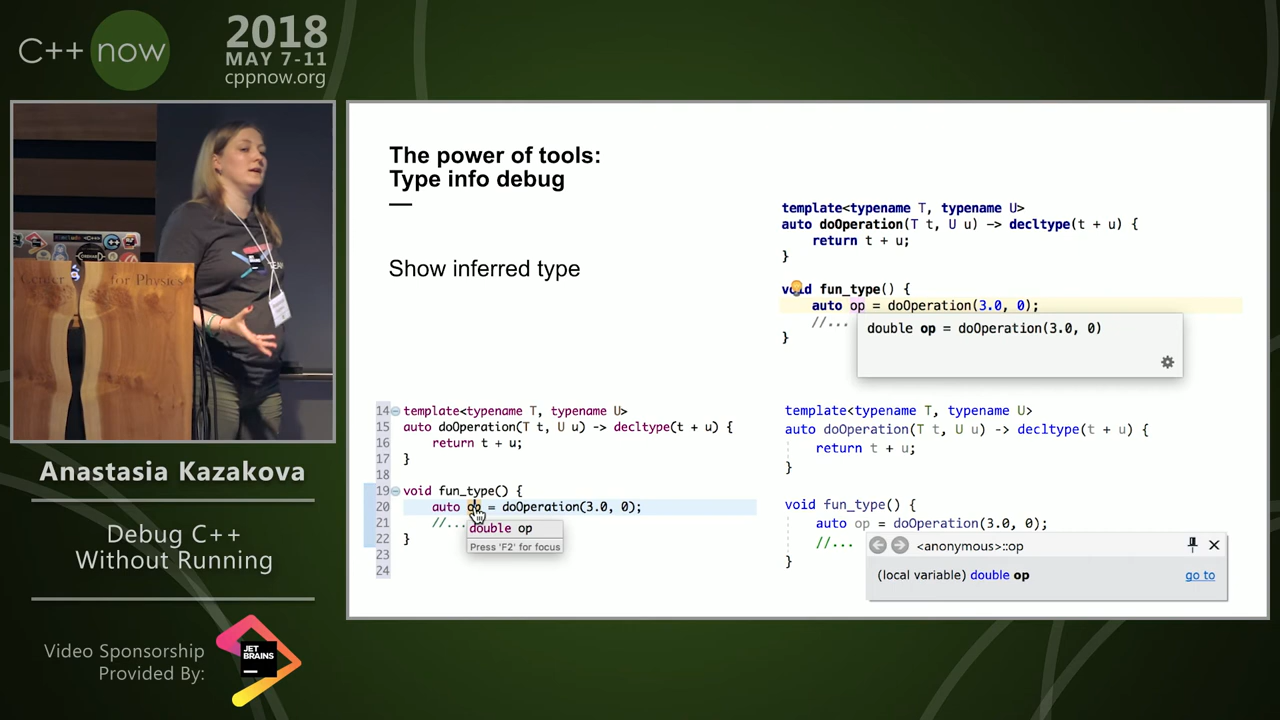 C++ now
2018
MAY 7-11
cppnow.org
Center for Physics
Anastasia Kazakova
Debug C++
Without Running
Video Sponsorship
Provided By:
JET
BRAINS
The power of tools:
Type info debug
Show inferred type
template<typename T, typename U>
auto doOperation(T t, U u) -> decltype(t + u) {
return t + u;
}
void fun_type() {
auto op = doOperation(3.0, 0);
//...
double op = doOperation(3.0, 0)
}
14 template<typename T, typename U>
15 auto doOperation(T t, U u) -> decltype(t + u) {
16 return t + u;
17 }
18
19 void fun_type() {
20 auto op = doOperation(3.0, 0);
21 //...
double op
22 }
Press 'F2' for focus
23
24
template<typename T, typename U>
auto doOperation(T t, U u) -> decltype(t + u) {
return t + u;
}
void fun_type() {
auto op = doOperation(3.0, 0);
//...
<anonymous>::op
}
(local variable) double op go to